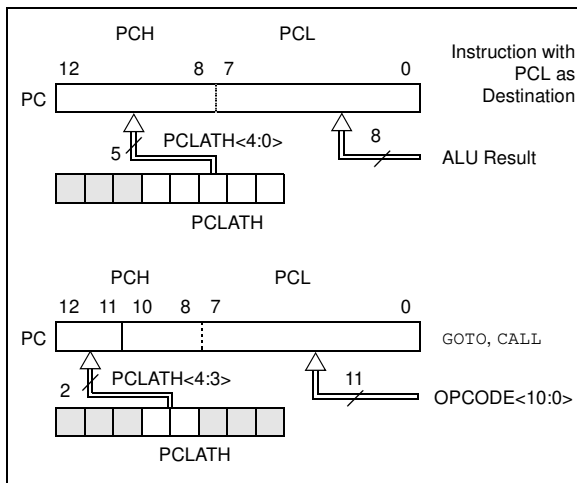 PCH PCL
12 8 7 0
Instruction with
PCL as
Destination
PC
5 PCLATH<4:0> 8
ALU Result
PCLATH
PCH PCL
12 11 10 8 7 0
PC
GOTO, CALL
2 PCLATH<4:3> 11
OPCODE<10:0>
PCLATH